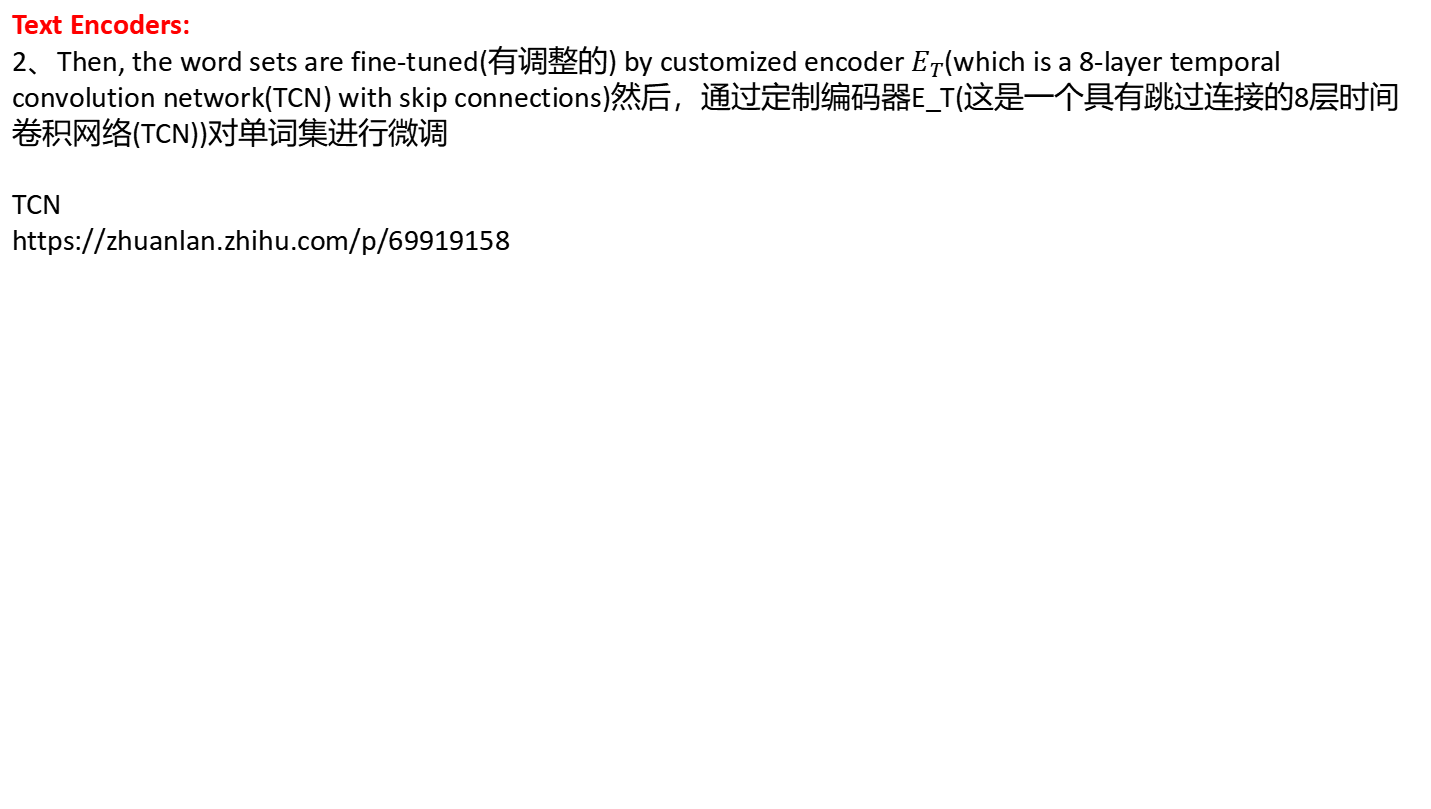 Text Encoders:
2、Then, the word sets are fine-tuned(有调整的) by customized encoder E_T(which is a 8-layer temporal
convolution network(TCN) with skip connections)然后，通过定制编码器E_T(这是一个具有跳过连接的8层时间
卷积网络(TCN))对单词集进行微调
TCN
https://zhuanlan.zhihu.com/p/69919158